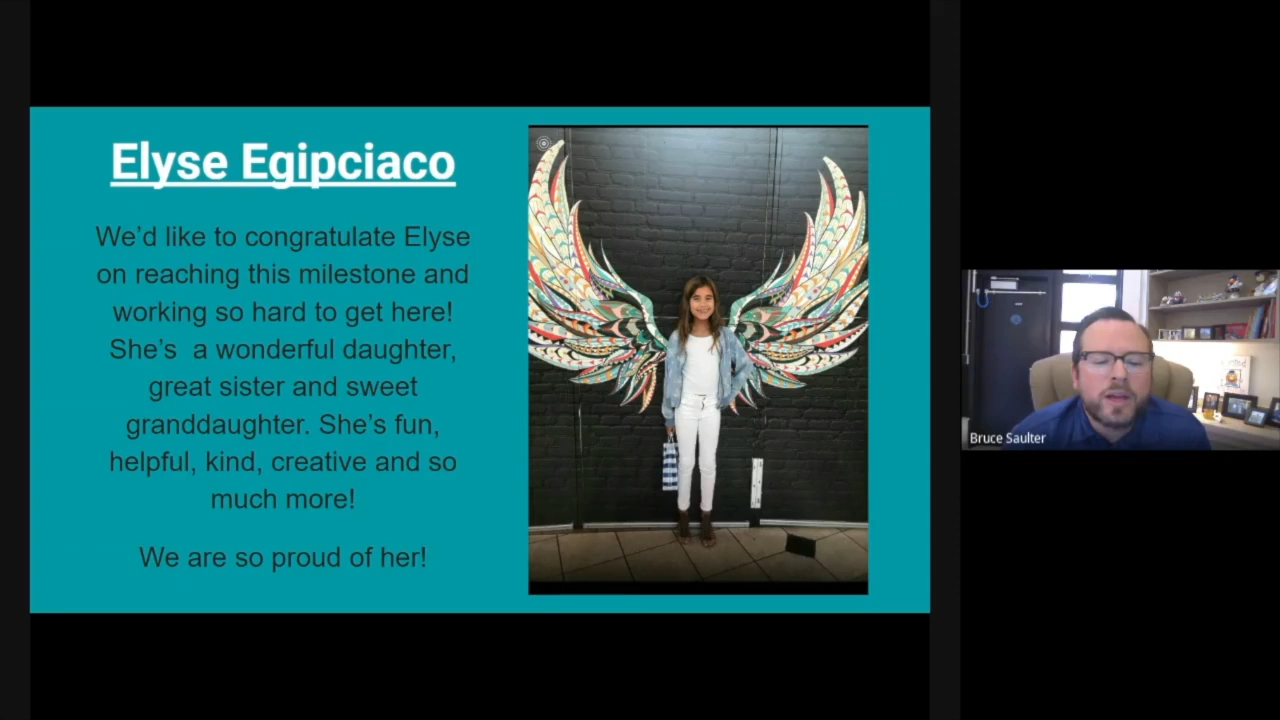 Elyse Egipciaco
We'd like to congratulate Elyse
on reaching this milestone and
working so hard to get here!
She's  a wonderful daughter,
great sister and sweet
granddaughter. She's fun,
helpful, kind, creative and so
much more!
We are so proud of her!
Bruce Saulter